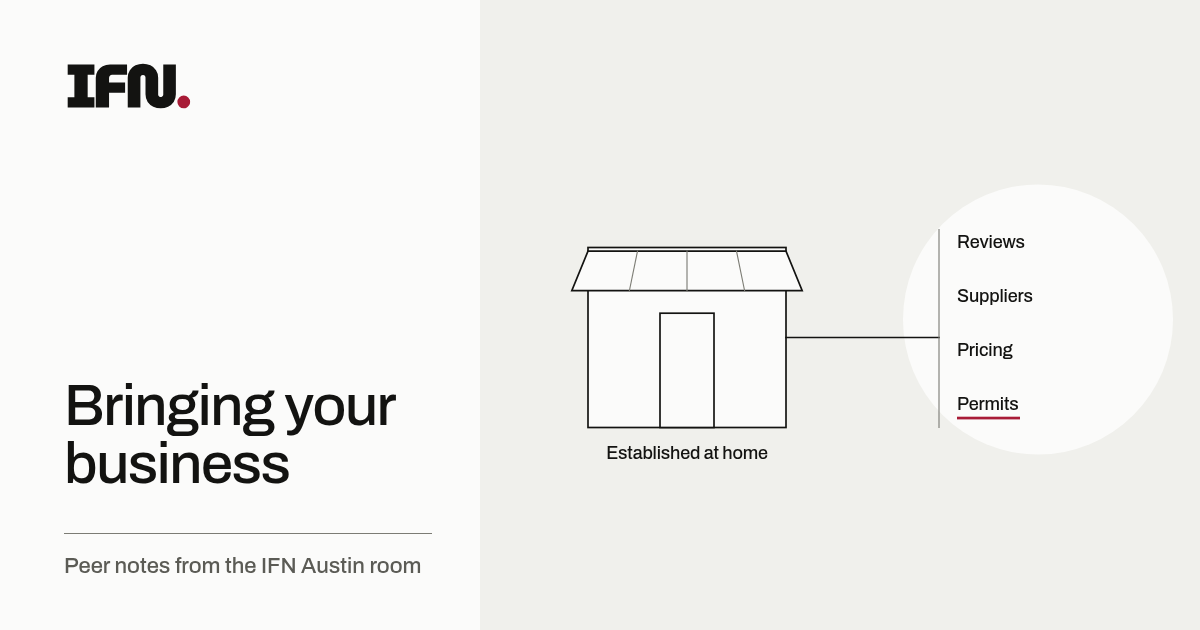 IFN.
Bringing your
business
Peer notes from the IFN Austin room
Established at home
Reviews
Suppliers
Pricing
Permits